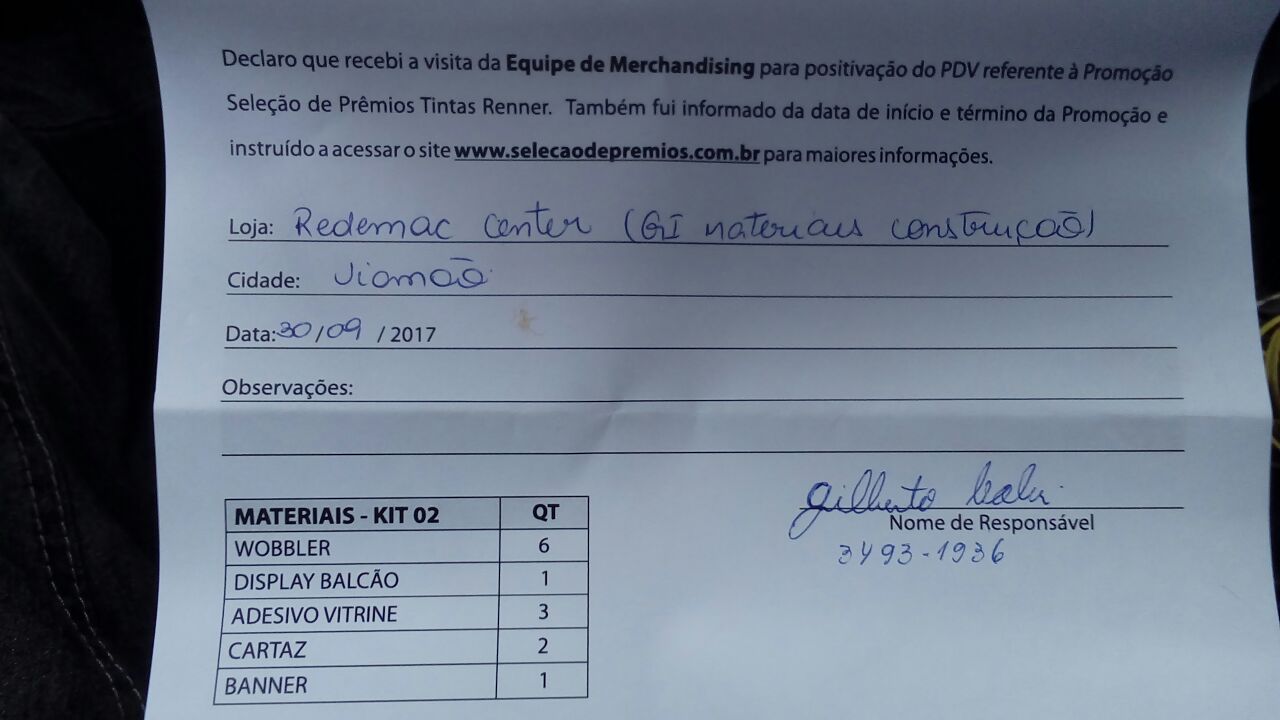 Declaro que recebi a visita da Equipe de Merchandising para positivação do PDV referente à Promoção
Seleção de Prêmios Tintas Renner. Também fui informado da data de início e término da Promoção e
instruído a acessar o site www.selecaodepremios.com.br para maiores informações.
Loja: Redemac Center (GI materiais construção)
Cidade: Viamão
Data: 30/09 / 2017
Observações:
MATERIAIS - KIT 02 QT
WOBBLER 6
DISPLAY BALCÃO 1
ADESIVO VITRINE 3
CARTAZ 2
BANNER 1
Gilberto
Nome de Responsável
3493-1936